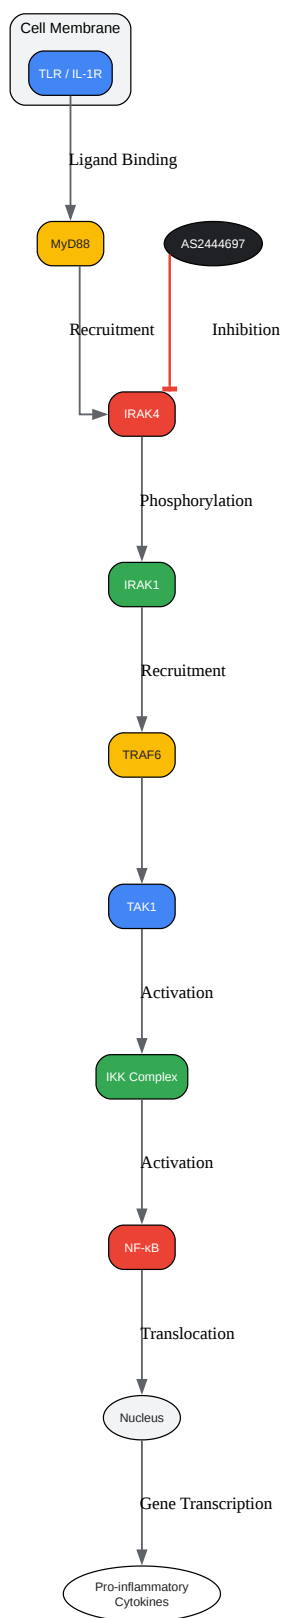 Cell Membrane
TLR / IL-1R
Ligand Binding
MyD88
AS2444697
Recruitment
Inhibition
IRAK4
Phosphorylation
IRAK1
Recruitment
TRAF6
TAK1
Activation
IKK Complex
Activation
NF-κB
Translocation
Nucleus
Gene Transcription
Pro-inflammatory
Cytokines